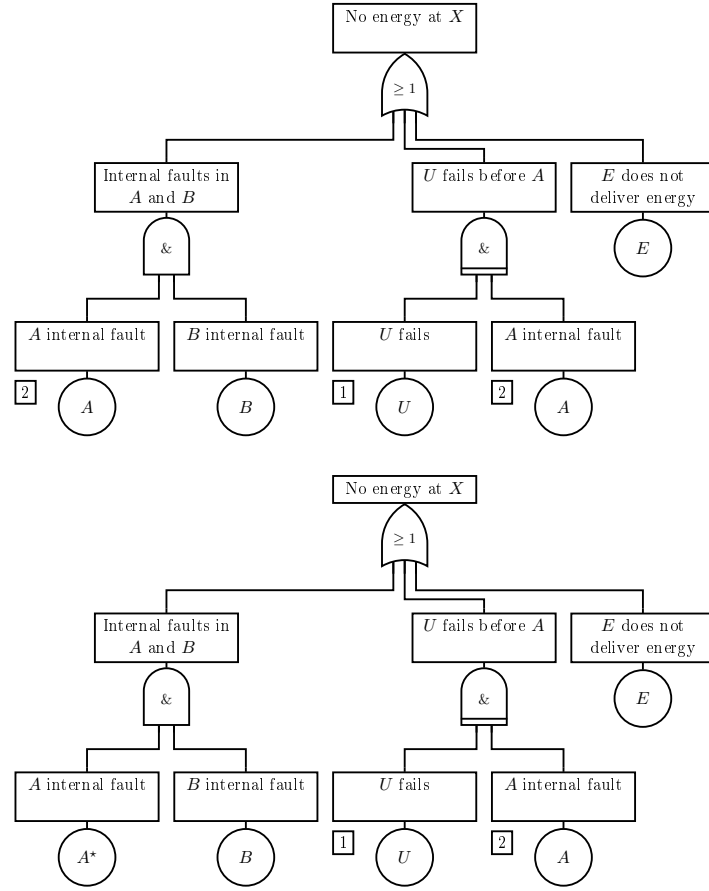 No energy at X
≥ 1
Internal faults in
A and B
U fails before A
E does not
deliver energy
&
&
E
A internal fault
B internal fault
U fails
A internal fault
2
A
B
1
U
2
A
No energy at X
≥ 1
Internal faults in
A and B
U fails before A
E does not
deliver energy
&
&
E
A internal fault
B internal fault
U fails
A internal fault
A⋆
B
1
U
2
A